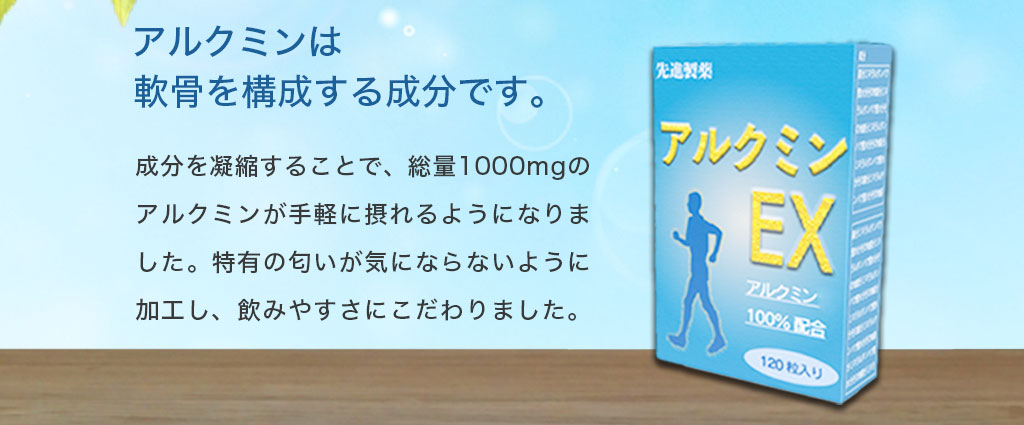 アルクミンは
軟骨を構成する成分です。
成分を凝縮することで、総量1000mgの
アルクミンが手軽に摂れるようになりま
した。特有の匂いが気にならないように
加工し、飲みやすさにこだわりました。
先進製薬
アルクミン
EX
アルクミン
100%配合
120粒入り